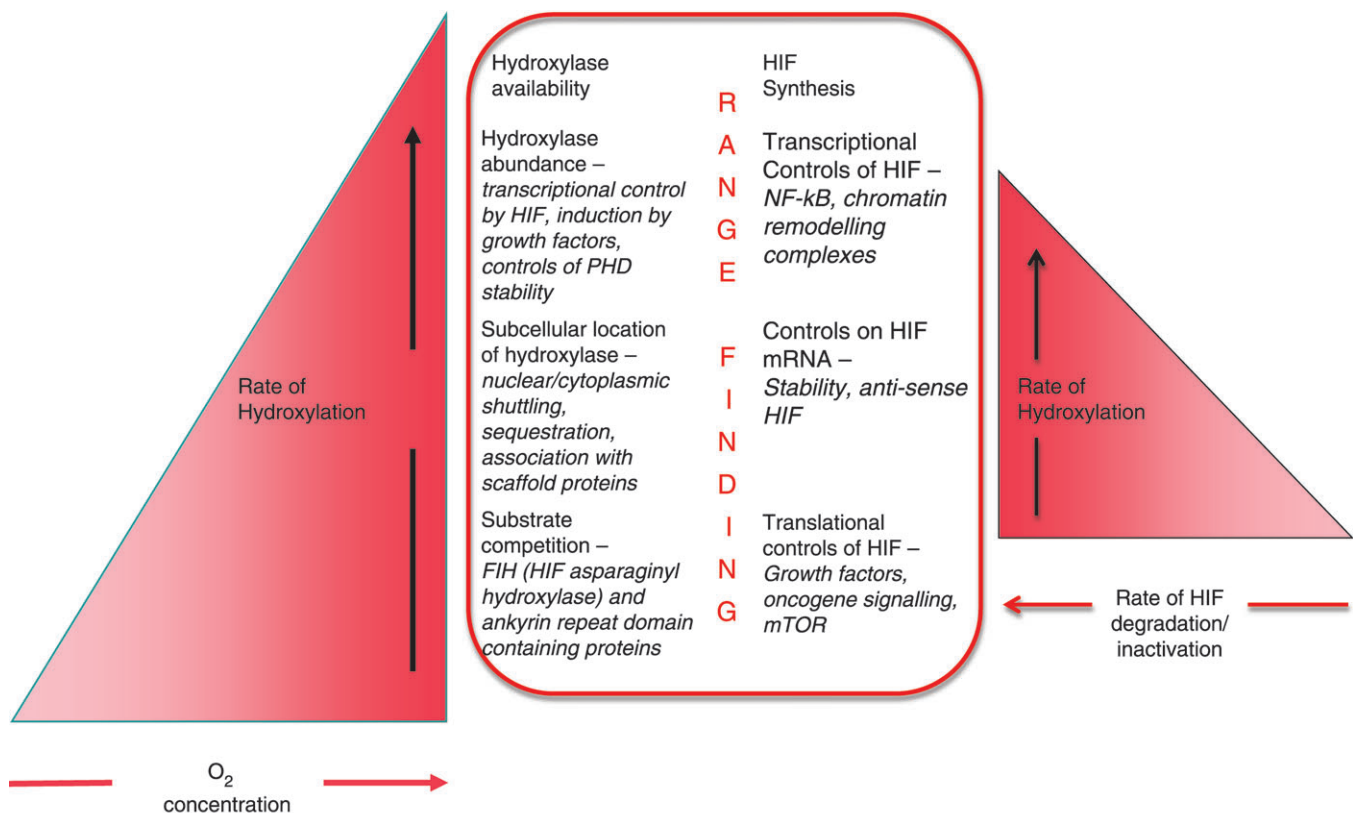 Rate of
Hydroxylation
O2
concentration
Hydroxylase
availability
Hydroxylase
abundance –
transcriptional control
by HIF, induction by
growth factors,
controls of PHD
stability
Subcellular location
of hydroxylase –
nuclear/cytoplasmic
shuttling,
sequestration,
association with
scaffold proteins
Substrate
competition –
FIH (HIF asparaginyl
hydroxylase) and
ankyrin repeat domain
containing proteins
R
A
N
G
E
F
I
N
D
I
N
G
HIF
Synthesis
Transcriptional
Controls of HIF –
NF-kB, chromatin
remodelling
complexes
Controls on HIF
mRNA –
Stability, anti-sense
HIF
Translational
controls of HIF –
Growth factors,
oncogene signalling,
mTOR
Rate of
Hydroxylation
Rate of HIF
degradation/
inactivation